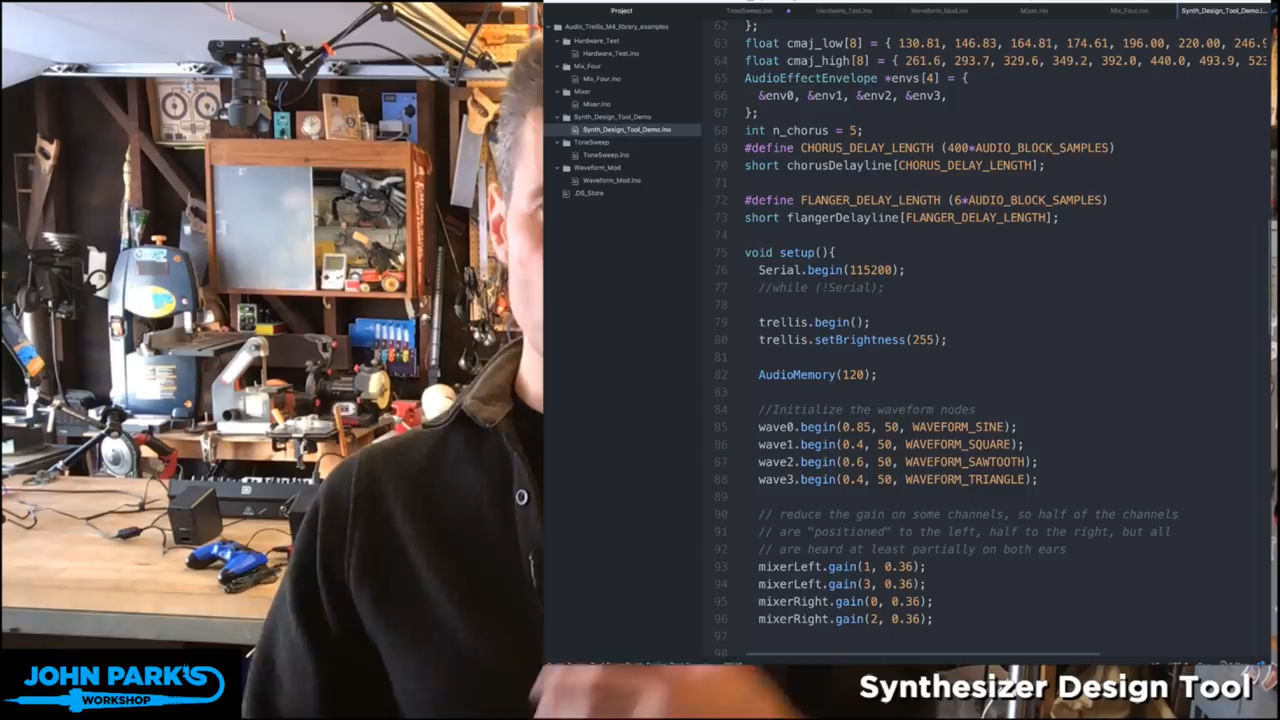 Project
ToneSweep.ino
Hardware_Test.ino
Waveform_Mod.ino
Mixer.ino
Mix_Four.ino
Synth_Design_Tool_Demo.i...
Audio_Trellis_M4_library_examples
Hardware_Test
Hardware_Test.ino
Mix_Four
Mix_Four.ino
Mixer
Mixer.ino
Synth_Design_Tool_Demo
Synth_Design_Tool_Demo.ino
ToneSweep
ToneSweep.ino
Waveform_Mod
Waveform_Mod.ino
.DS_Store
62 };
63 float cmaj_low[8] = { 130.81, 146.83, 164.81, 174.61, 196.00, 220.00, 246.9
64 float cmaj_high[8] = { 261.6, 293.7, 329.6, 349.2, 392.0, 440.0, 493.9, 523
65 AudioEffectEnvelope *envs[4] = {
66 &env0, &env1, &env2, &env3,
67 };
68 int n_chorus = 5;
69 #define CHORUS_DELAY_LENGTH (400*AUDIO_BLOCK_SAMPLES)
70 short chorusDelayline[CHORUS_DELAY_LENGTH];
71
72 #define FLANGER_DELAY_LENGTH (6*AUDIO_BLOCK_SAMPLES)
73 short flangerDelayline[FLANGER_DELAY_LENGTH];
74
75 void setup(){
76 Serial.begin(115200);
77 //while (!Serial);
78
79 trellis.begin();
80 trellis.setBrightness(255);
81
82 AudioMemory(120);
83
84 //Initialize the waveform nodes
85 wave0.begin(0.85, 50, WAVEFORM_SINE);
86 wave1.begin(0.4, 50, WAVEFORM_SQUARE);
87 wave2.begin(0.6, 50, WAVEFORM_SAWTOOTH);
88 wave3.begin(0.4, 50, WAVEFORM_TRIANGLE);
89
90 // reduce the gain on some channels, so half of the channels
91 // are "positioned" to the left, half to the right, but all
92 // are heard at least partially on both ears
93 mixerLeft.gain(1, 0.36);
94 mixerLeft.gain(3, 0.36);
95 mixerRight.gain(0, 0.36);
96 mixerRight.gain(2, 0.36);
97
98
JOHN PARK'S
WORKSHOP
Synthesizer Design Tool